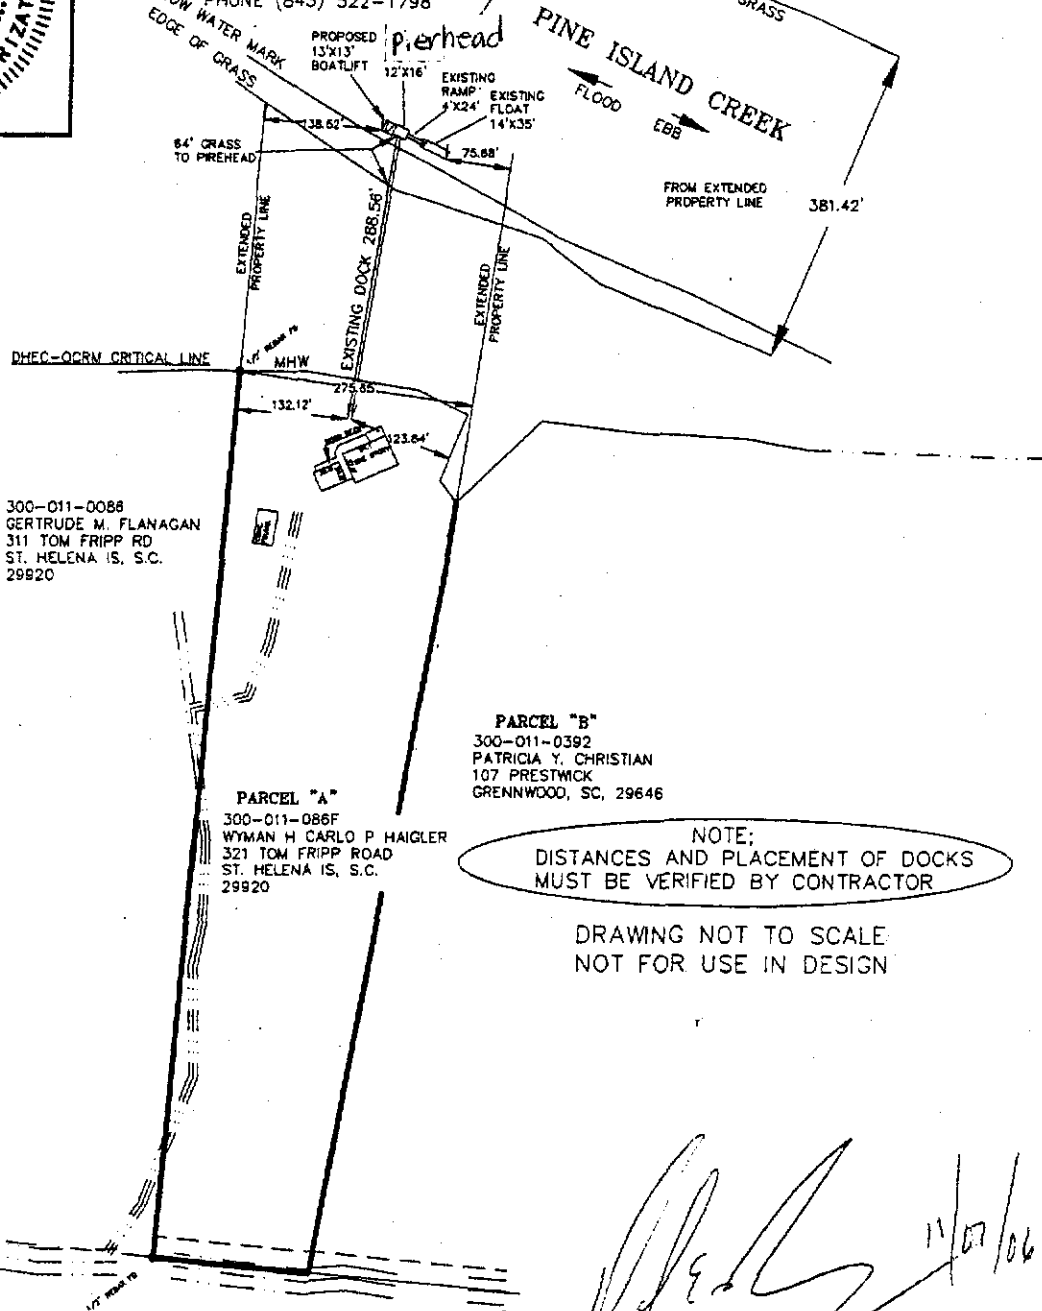 PHONE (843) 522-1798
GRASS
LOW WATER MARK
EDGE OF GRASS
PROPOSED
13'X13'
BOATLIFT
pierhead
12'X16'
EXISTING
RAMP
4'X24'
EXISTING
FLOAT
14'X35'
PINE ISLAND CREEK
FLOOD
EBB
138.62'
75.68'
64' GRASS
TO PIREHEAD
FROM EXTENDED
PROPERTY LINE
381.42'
EXTENDED
PROPERTY LINE
EXISTING DOCK 288.56'
EXTENDED
PROPERTY LINE
DHEC-OCRM CRITICAL LINE
MHW
275.85
132.12'
123.64'
300-011-0086
GERTRUDE M. FLANAGAN
311 TOM FRIPP RD
ST. HELENA IS, S.C.
29920
PARCEL "B"
300-011-0392
PATRICIA Y. CHRISTIAN
107 PRESTWICK
GRENNWOOD, SC, 29646
PARCEL "A"
300-011-086F
WYMAN H CARLO P HAIGLER
321 TOM FRIPP ROAD
ST. HELENA IS, S.C.
29920
NOTE;
DISTANCES AND PLACEMENT OF DOCKS
MUST BE VERIFIED BY CONTRACTOR
DRAWING NOT TO SCALE
NOT FOR USE IN DESIGN
11/07/06